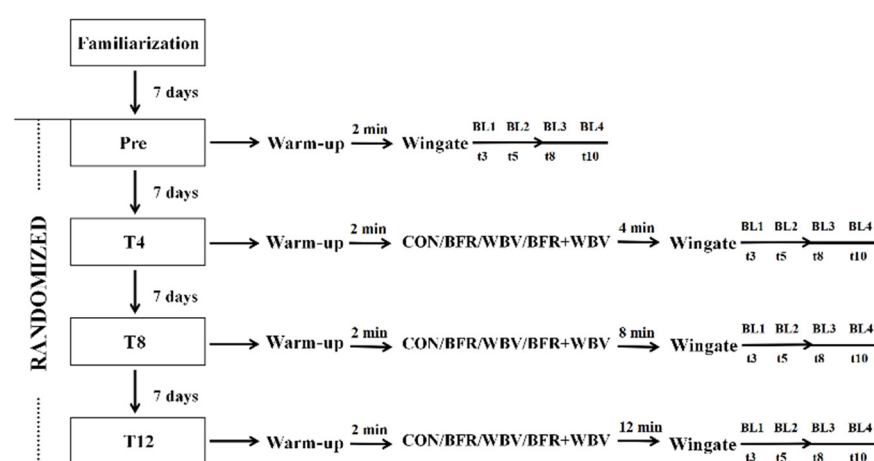 Familiarization
7 days
Pre
Warm-up
2 min
Wingate
BL1 BL2 BL3 BL4
t3 t5 t8 t10
7 days
T4
Warm-up
2 min
CON/BFR/WBV/BFR+WBV
4 min
Wingate
BL1 BL2 BL3 BL4
t3 t5 t8 t10
7 days
T8
Warm-up
2 min
CON/BFR/WBV/BFR+WBV
8 min
Wingate
BL1 BL2 BL3 BL4
t3 t5 t8 t10
7 days
T12
Warm-up
2 min
CON/BFR/WBV/BFR+WBV
12 min
Wingate
BL1 BL2 BL3 BL4
t3 t5 t8 t10
RANDOMIZED